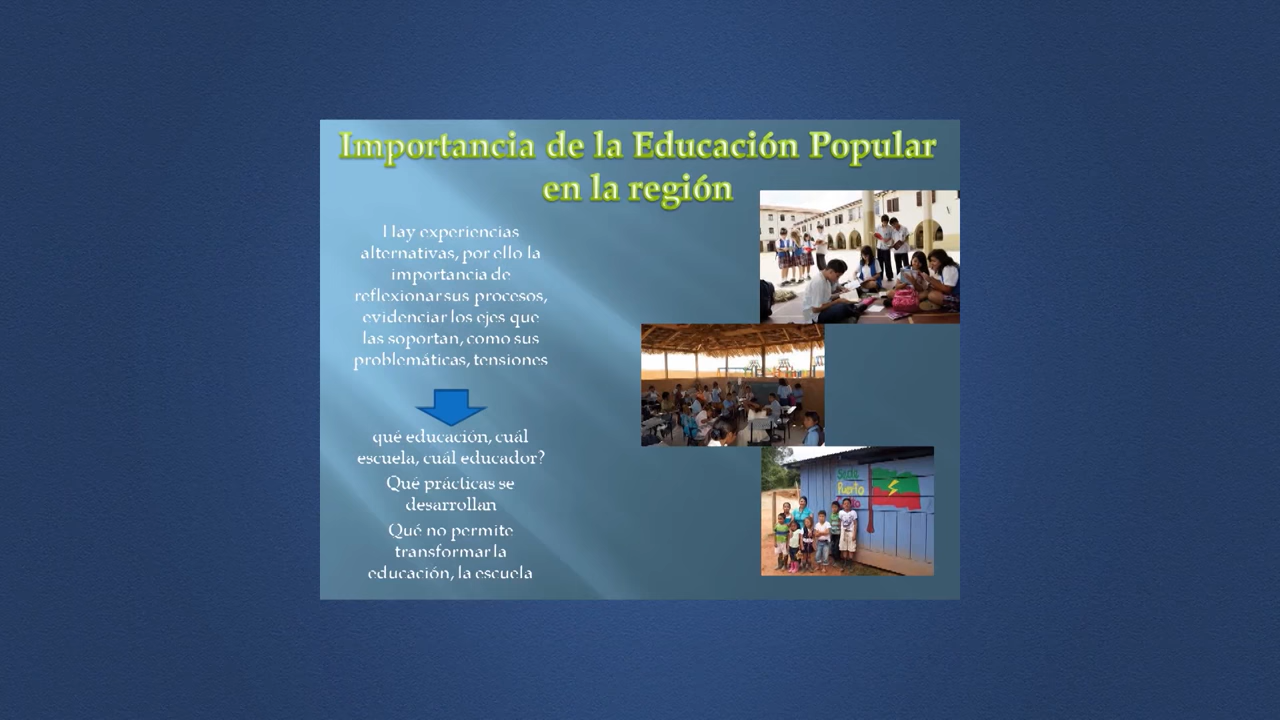 Importancia de la Educación Popular
en la región
Hay experiencias
alternativas, por ello la
importancia de
reflexionar sus procesos,
evidenciar los ejes que
las soportan, como sus
problemáticas, tensiones
qué educación, cuál
escuela, cuál educador?
Qué prácticas se
desarrollan
Qué no permite
transformar la
educación, la escuela
Sede
Puerto